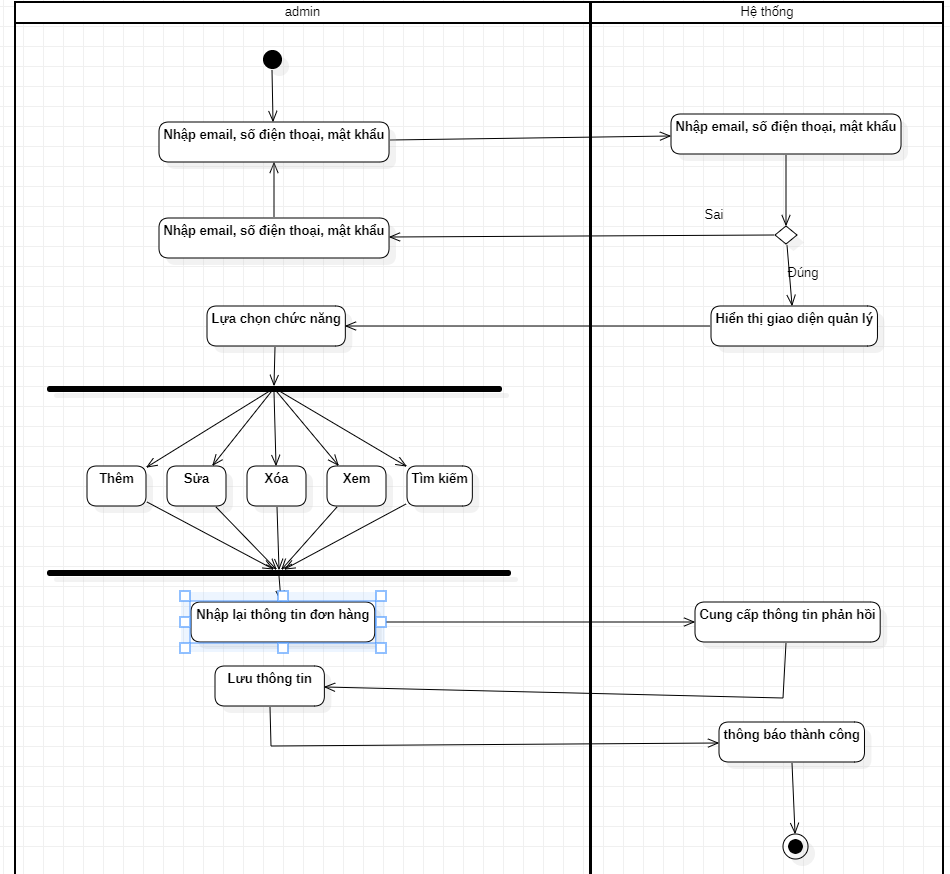 admin
Hệ thống
Nhập email, số điện thoại, mật khẩu
Nhập email, số điện thoại, mật khẩu
Sai
Nhập email, số điện thoại, mật khẩu
Đúng
Lựa chọn chức năng
Hiển thị giao diện quản lý
Thêm
Sửa
Xóa
Xem
Tìm kiếm
Nhập lại thông tin đơn hàng
Cung cấp thông tin phản hồi
Lưu thông tin
thông báo thành công